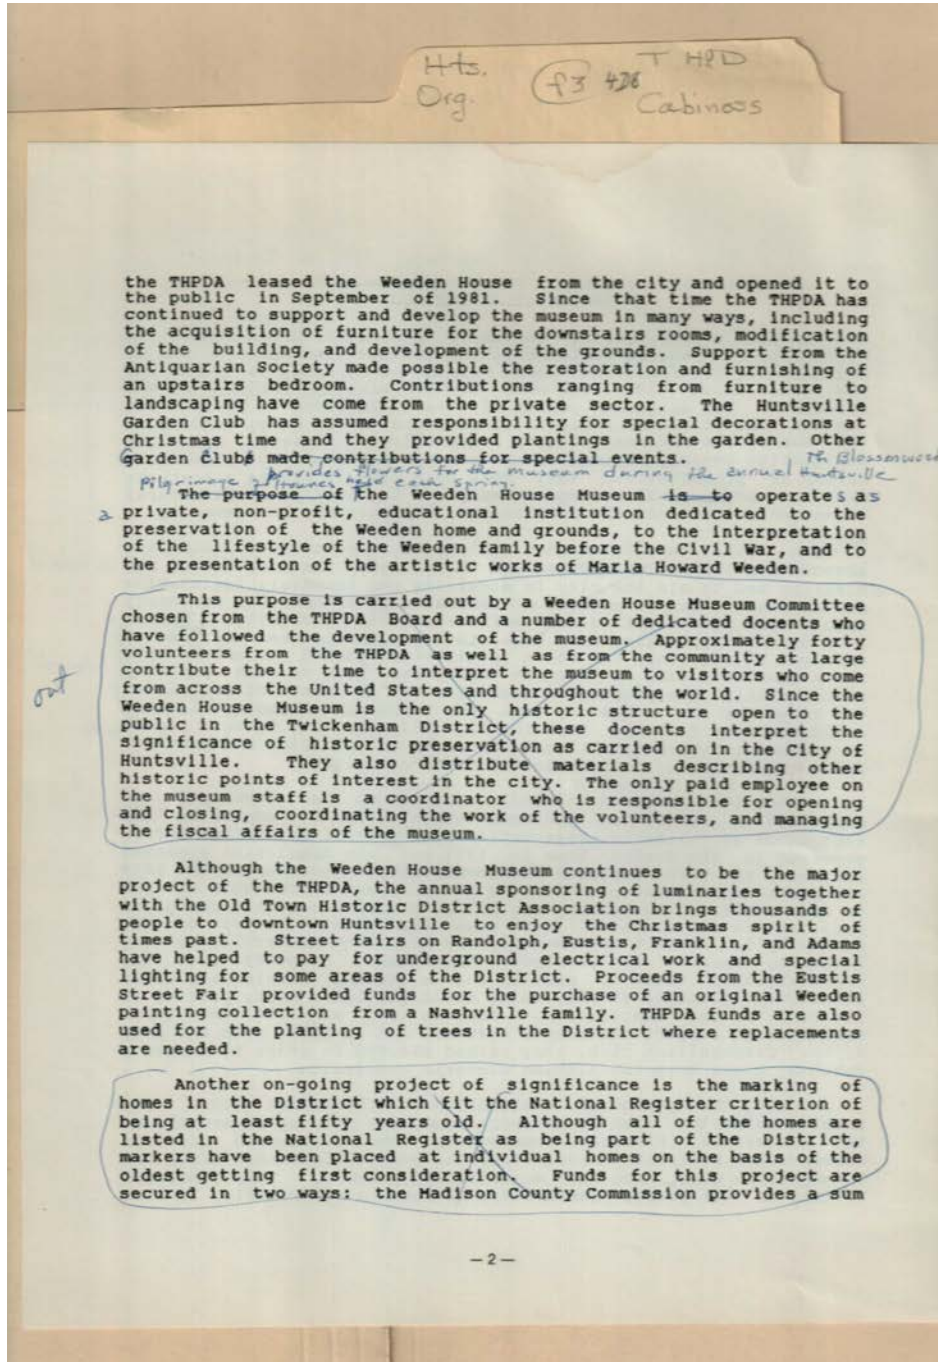 Hts. T HPD
Org. f3 426 Cabinass
the THPDA leased the Weeden House from the city and opened it to
the public in September of 1981. Since that time the THPDA has
continued to support and develop the museum in many ways, including
the acquisition of furniture for the downstairs rooms, modification
of the building, and development of the grounds. Support from the
Antiquarian Society made possible the restoration and furnishing of
an upstairs bedroom. Contributions ranging from furniture to
landscaping have come from the private sector. The Huntsville
Garden Club has assumed responsibility for special decorations at
Christmas time and they provided plantings in the garden. Other
Garden Clubs made contributions for special events. Th Blossomwood
provides flowers for the museum during the annual Huntsville
Pilgrimage held each spring.
The purpose of the Weeden House Museum is to operates as
a private, non-profit, educational institution dedicated to the
preservation of the Weeden home and grounds, to the interpretation
of the lifestyle of the Weeden family before the Civil War, and to
the presentation of the artistic works of Maria Howard Weeden.
This purpose is carried out by a Weeden House Museum Committee
chosen from the THPDA Board and a number of dedicated docents who
have followed the development of the museum. Approximately forty
volunteers from the THPDA as well as from the community at large
contribute their time to interpret the museum to visitors who come
out
from across the United States and throughout the world. Since the
Weeden House Museum is the only historic structure open to the
public in the Twickenham District, these docents interpret the
significance of historic preservation as carried on in the City of
Huntsville. They also distribute materials describing other
historic points of interest in the city. The only paid employee on
the museum staff is a coordinator who is responsible for opening
and closing, coordinating the work of the volunteers, and managing
the fiscal affairs of the museum.
Although the Weeden House Museum continues to be the major
project of the THPDA, the annual sponsoring of luminaries together
with the Old Town Historic District Association brings thousands of
people to downtown Huntsville to enjoy the Christmas spirit of
times past. Street fairs on Randolph, Eustis, Franklin, and Adams
have helped to pay for underground electrical work and special
lighting for some areas of the District. Proceeds from the Eustis
Street Fair provided funds for the purchase of an original Weeden
painting collection from a Nashville family. THPDA funds are also
used for the planting of trees in the District where replacements
are needed.
Another on-going project of significance is the marking of
homes in the District which fit the National Register criterion of
being at least fifty years old. Although all of the homes are
listed in the National Register as being part of the District,
markers have been placed at individual homes on the basis of the
oldest getting first consideration. Funds for this project are
secured in two ways: the Madison County Commission provides a sum
-2-